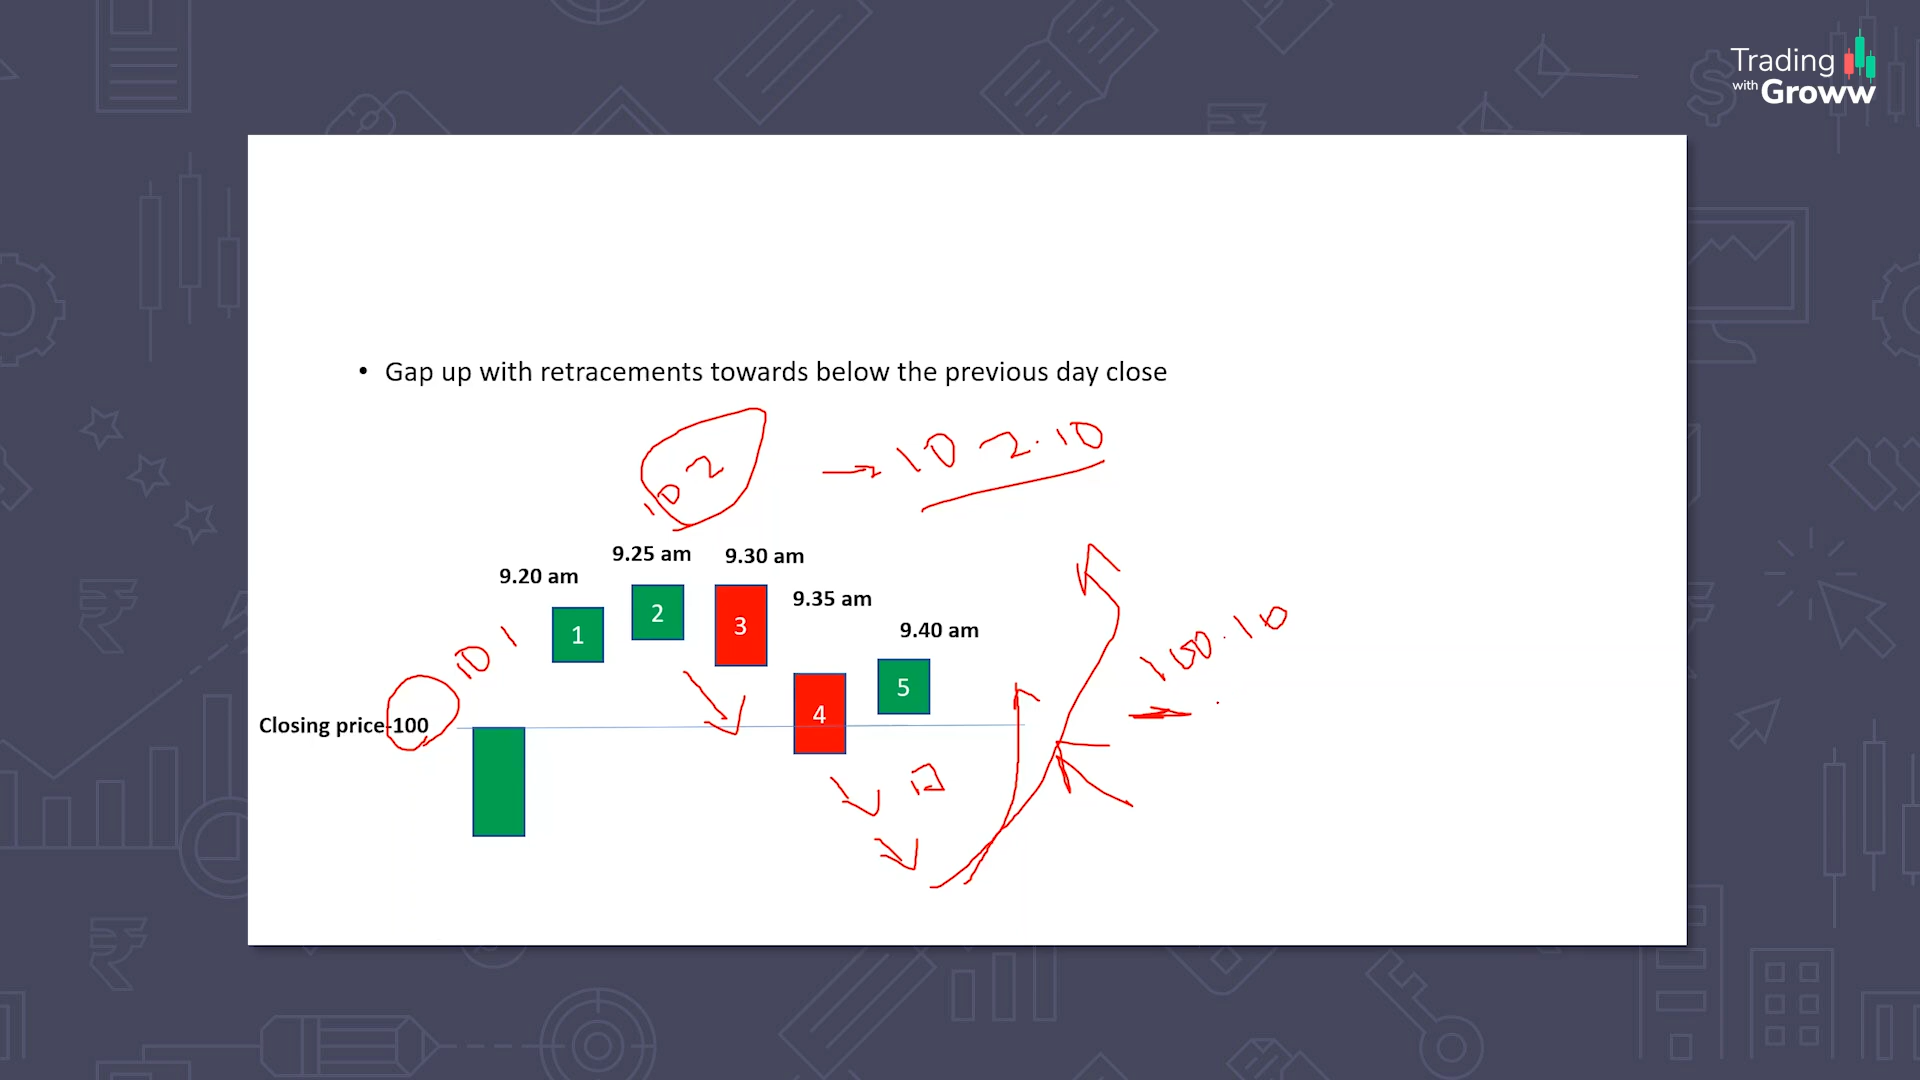 Trading
with Groww
• Gap up with retracements towards below the previous day close
102
→ 102.10
9.20 am
9.25 am
9.30 am
9.35 am
9.40 am
1
2
3
4
5
101
100.10
Closing price-100